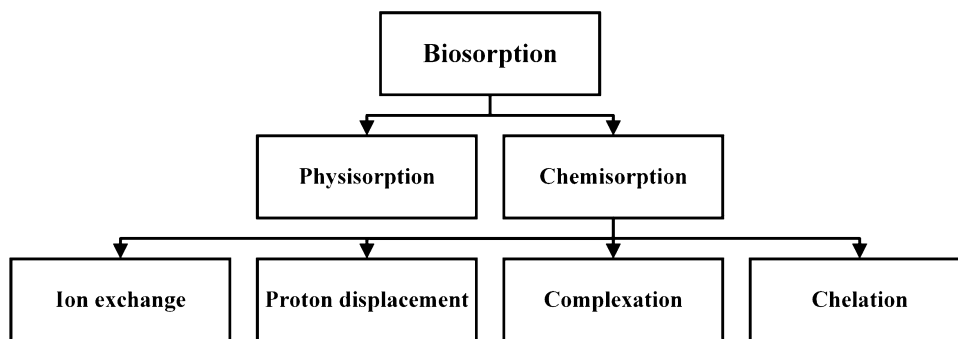 Biosorption
Physisorption
Chemisorption
Ion exchange
Proton displacement
Complexation
Chelation